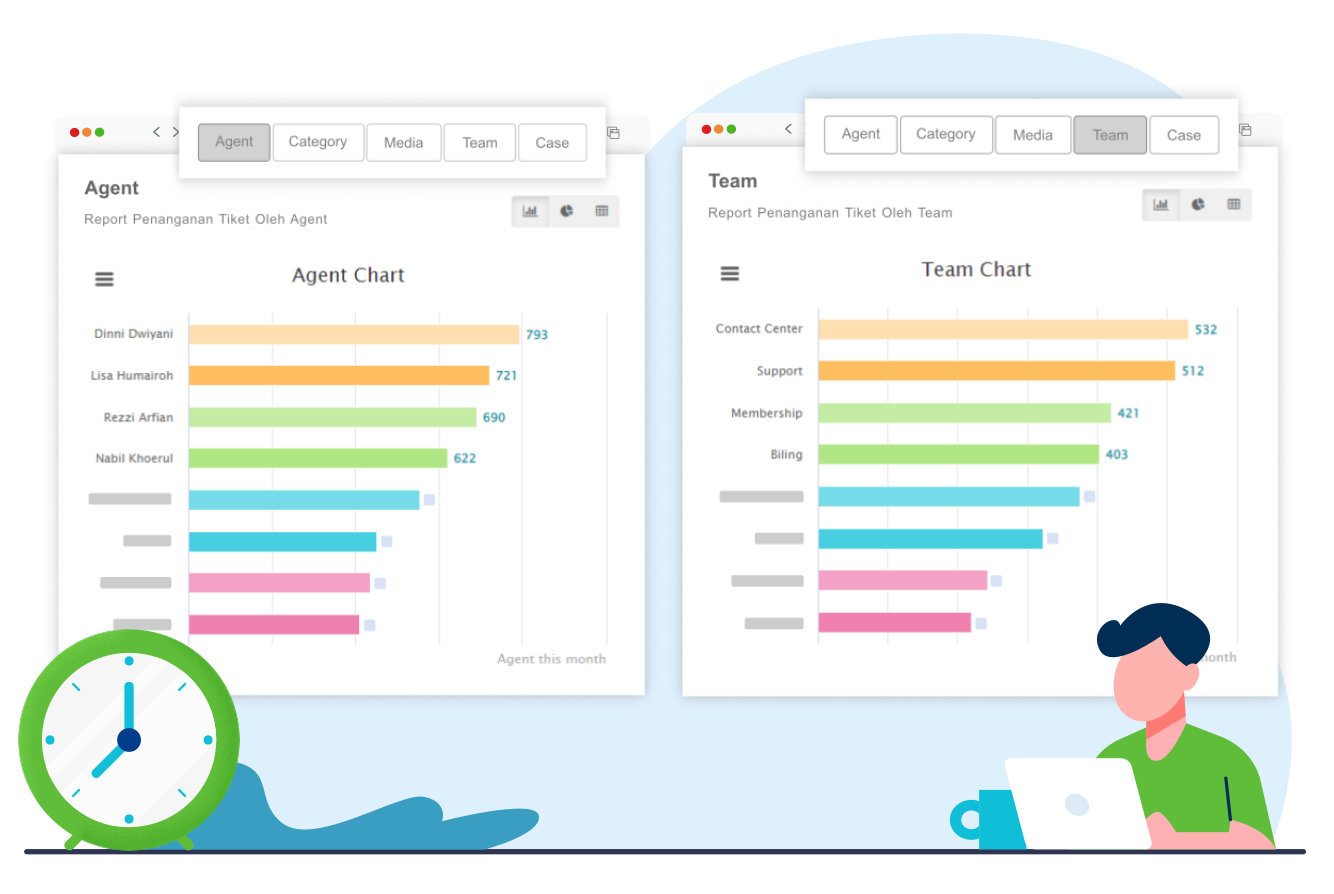 Agent Category Media Team Case
Agent
Report Penanganan Tiket Oleh Agent
Agent Chart
Dinni Dwiyani 793
Lisa Humairoh 721
Rezzi Arfian 690
Nabil Khoerul 622
Agent this month
Agent Category Media Team Case
Team
Report Penanganan Tiket Oleh Team
Team Chart
Contact Center 532
Support 512
Membership 421
Biling 403
month